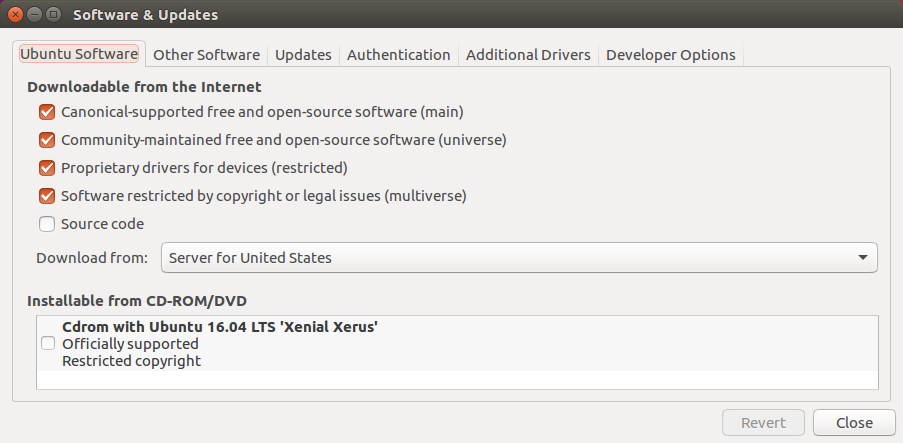 Software & Updates
Ubuntu Software Other Software Updates Authentication Additional Drivers Developer Options
Downloadable from the Internet
Canonical-supported free and open-source software (main)
Community-maintained free and open-source software (universe)
Proprietary drivers for devices (restricted)
Software restricted by copyright or legal issues (multiverse)
Source code
Download from: Server for United States
Installable from CD-ROM/DVD
Cdrom with Ubuntu 16.04 LTS 'Xenial Xerus'
Officially supported
Restricted copyright
Revert Close